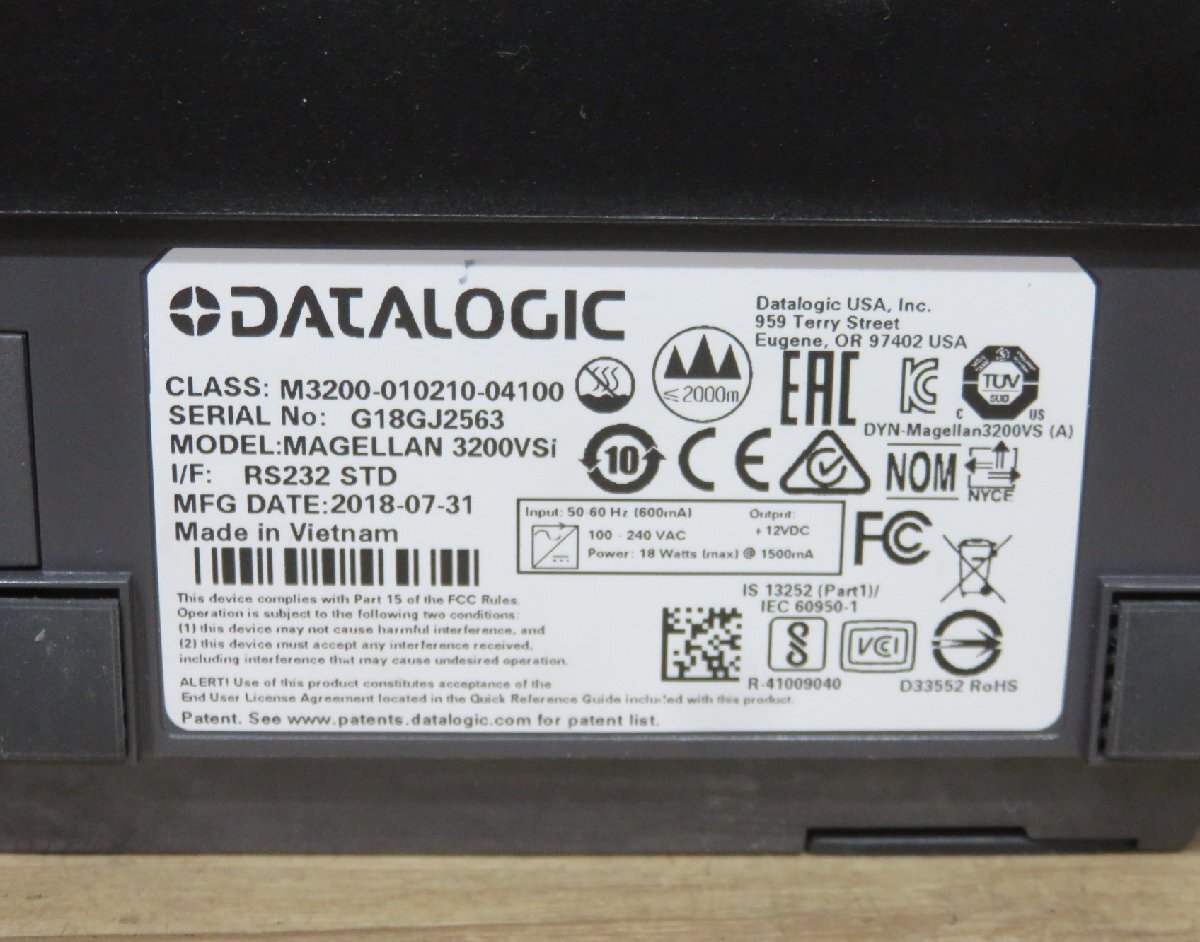 DATALOGIC
Datalogic USA, Inc.
959 Terry Street
Eugene, OR 97402 USA
CLASS: M3200-010210-04100
SERIAL No: G18GJ2563
MODEL:MAGELLAN 3200VSi
I/F: RS232 STD
MFG DATE:2018-07-31
Made in Vietnam
≤2000m
EAC
KC
TUV
SUD
C US
DYN-Magellan3200VS (A)
10
CE
NOM
NYCE
Input: 50-60 Hz (600mA)
100 - 240 VAC
Output:
+ 12VDC
Power: 18 Watts (max) @ 1500mA
FC
IS 13252 (Part1)/
IEC 60950-1
R-41009040
VCI
D33552 RoHS
This device complies with Part 15 of the FCC Rules.
Operation is subject to the following two conditions:
(1) this device may not cause harmful interference, and
(2) this device must accept any interference received,
including interference that may cause undesired operation.
ALERT! Use of this product constitutes acceptance of the
End User License Agreement located in the Quick Reference Guide included with this product.
Patent. See www.patents.datalogic.com for patent list.